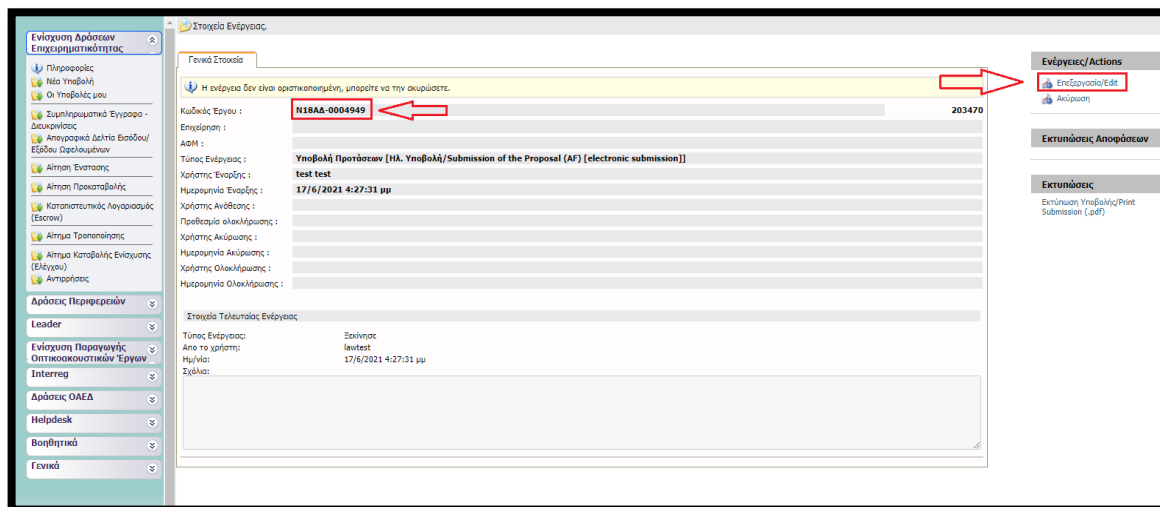 Ενίσχυση Δράσεων
Επιχειρηματικότητας
Πληροφορίες
Νέα Υποβολή
Οι Υποβολές μου
Συμπληρωματικά Έγγραφα -
Διευκρινίσεις
Απογραφικά Δελτία Εισόδου/
Εξόδου Ωφελουμένων
Αίτηση Ένστασης
Αίτηση Προκαταβολής
Καταπιστευτικός Λογαριασμός
(Escrow)
Αίτημα Τροποποίησης
Αίτημα Καταβολής Ενίσχυσης
(Ελέγχου)
Αντιρρήσεις
Δράσεις Περιφερειών
Leader
Ενίσχυση Παραγωγής
Οπτικοακουστικών Έργων
Interreg
Δράσεις ΟΑΕΔ
Helpdesk
Βοηθητικά
Γενικά
Στοιχεία Ενέργειας.
Γενικά Στοιχεία
Η ενέργεια δεν είναι οριστικοποιημένη, μπορείτε να την ακυρώσετε.
Κωδικός Έργου : Ν18ΑΔ-0004949 203470
Επιχείρηση :
ΑΦΜ :
Τύπος Ενέργειας : Υποβολή Προτάσεων [Ηλ. Υποβολή/Submission of the Proposal (AF) [electronic submission]]
Χρήστης Έναρξης : test test
Ημερομηνία Έναρξης : 17/6/2021 4:27:31 μμ
Χρήστης Ανάθεσης :
Προθεσμία ολοκλήρωσης :
Χρήστης Ακύρωσης :
Ημερομηνία Ακύρωσης :
Χρήστης Ολοκλήρωσης :
Ημερομηνία Ολοκλήρωσης :
Στοιχεία Τελευταίας Ενέργειας
Τύπος Ενέργειας: Ξεκίνησε
Απο το χρήστη: lawtest
Ημ/νία: 17/6/2021 4:27:31 μμ
Σχόλια:
Ενέργειες/Actions
Επεξεργασία/Edit
Ακύρωση
Εκτυπώσεις Αποφάσεων
Εκτυπώσεις
Εκτύπωση Υποβολής/Print
Submission (.pdf)